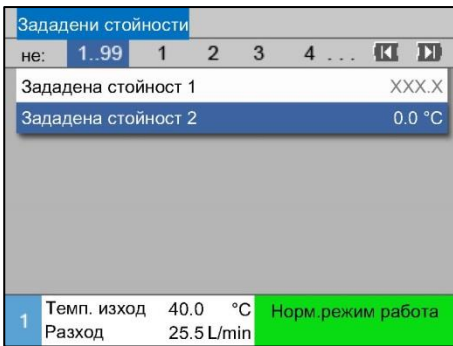 Зададени стойности
не: 1..99 1 2 3 4 ...
Зададена стойност 1 XXX.X
Зададена стойност 2 0.0 °C
1 Темп. изход 40.0 °C Норм.режим работа
Разход 25.5 L/min